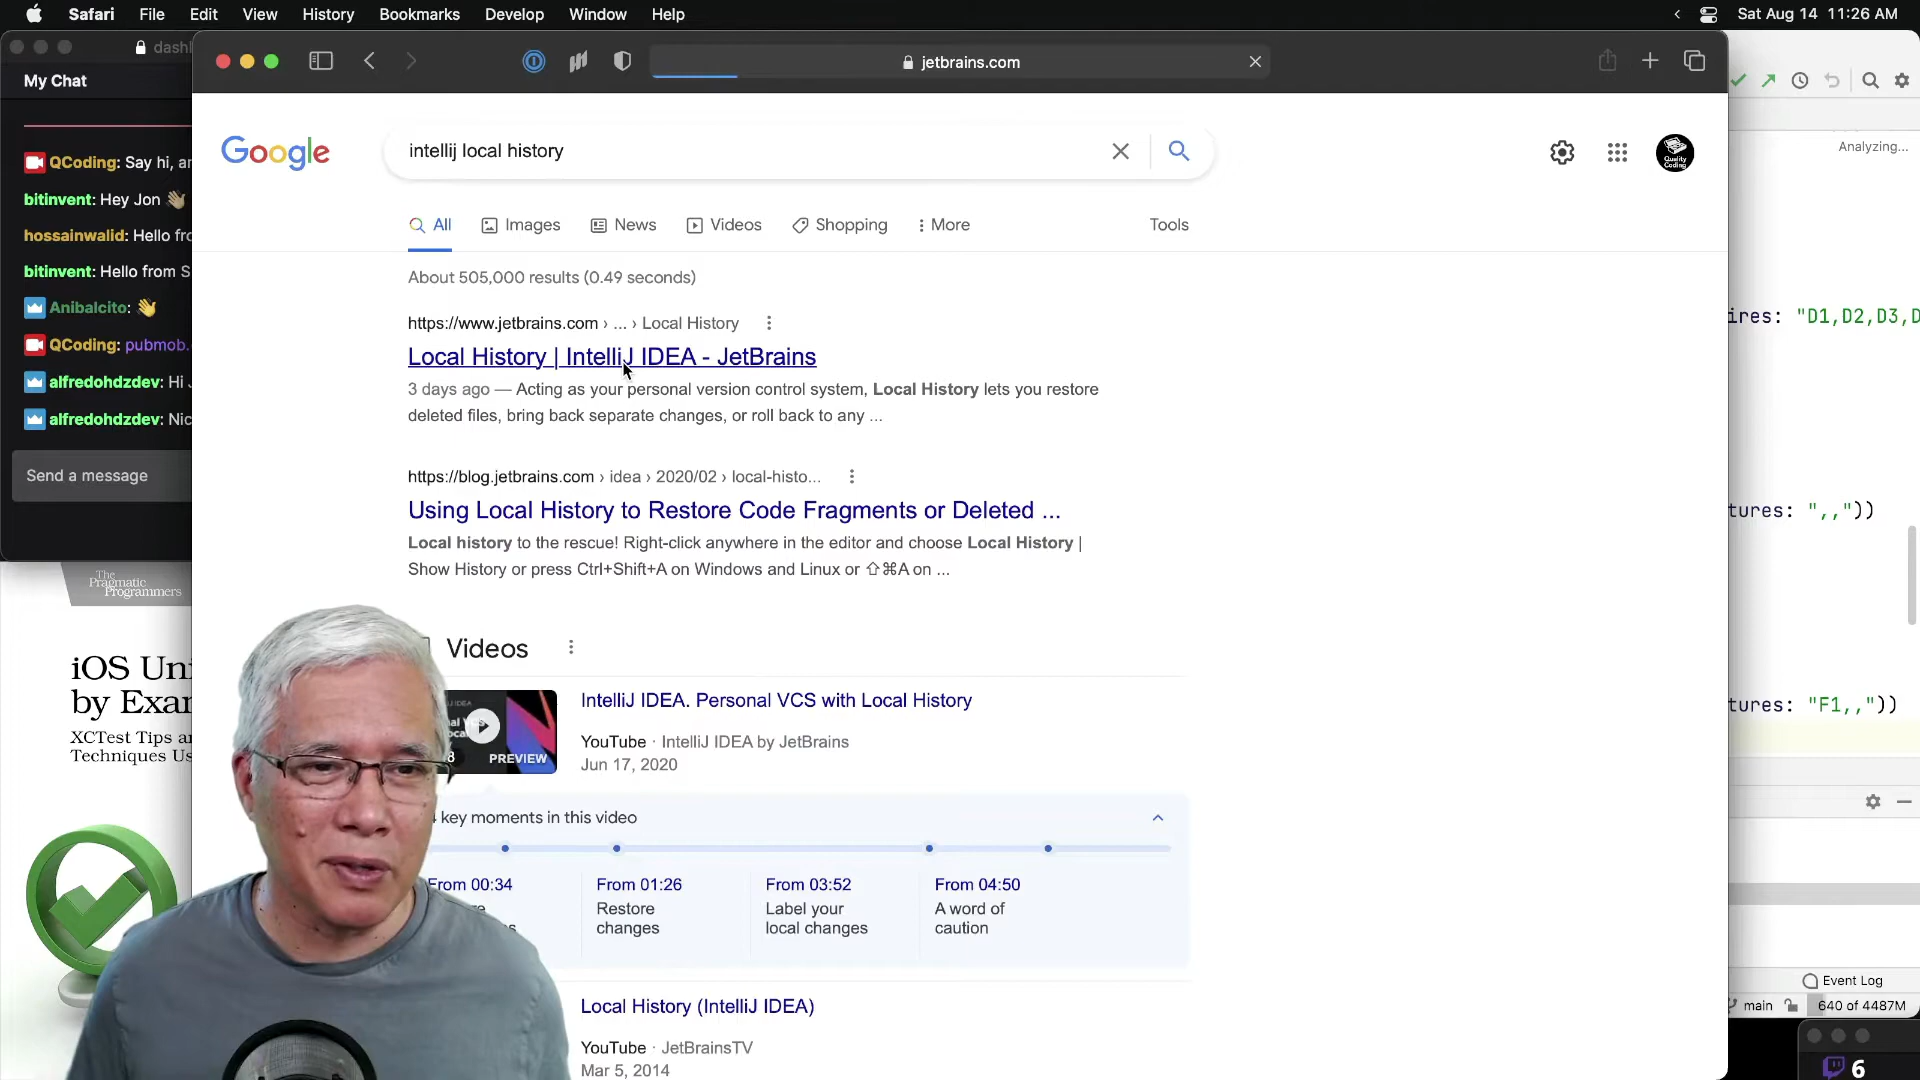 Safari File Edit View History Bookmarks Develop Window Help
Sat Aug 14 11:26 AM
jetbrains.com
My Chat
QCoding: Say hi,
bitinvent: Hey Jon 👋🏽
hossainwalid: Hello
bitinvent: Hello from
Anibalcito: 👋
QCoding: pubmob.
alfredohdzdev: Hi
alfredohdzdev:
Send a message
Google
intellij local history
Quality
Coding
All Images News Videos Shopping More Tools
About 505,000 results (0.49 seconds)
https://www.jetbrains.com › ... › Local History
Local History | IntelliJ IDEA - JetBrains
3 days ago — Acting as your personal version control system, Local History lets you restore
deleted files, bring back separate changes, or roll back to any ...
https://blog.jetbrains.com › idea › 2020/02 › local-histo...
Using Local History to Restore Code Fragments or Deleted ...
Local history to the rescue! Right-click anywhere in the editor and choose Local History |
Show History or press Ctrl+Shift+A on Windows and Linux or ⇧⌘A on ...
Videos
PREVIEW
IntelliJ IDEA. Personal VCS with Local History
YouTube · IntelliJ IDEA by JetBrains
Jun 17, 2020
key moments in this video
From 00:34
From 01:26
Restore
changes
From 03:52
Label your
local changes
From 04:50
A word of
caution
Local History (IntelliJ IDEA)
YouTube · JetBrainsTV
Mar 5, 2014
The
Pragmatic
Programmers
iOS
by
XCTest Tips
Techniques
Analyzing...
ires: "D1,D2,D3,D
tures: ",,"))
tures: "F1,,"))
Event Log
main 640 of 4487M
6